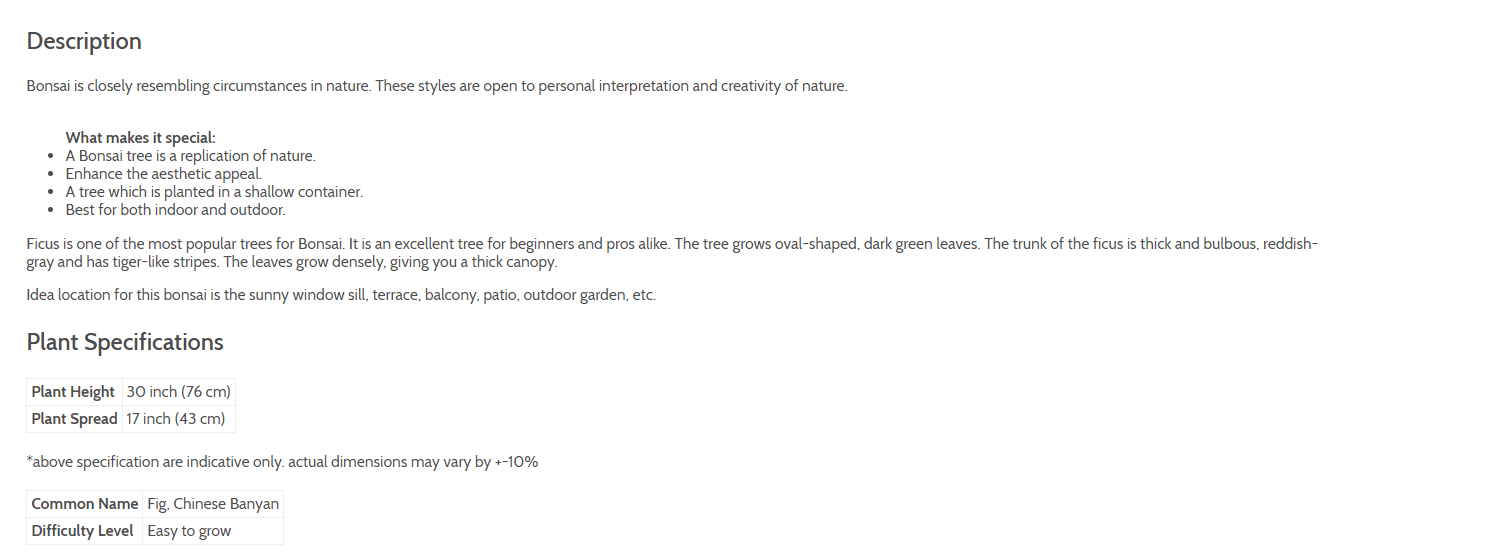 Description
Bonsai is closely resembling circumstances in nature. These styles are open to personal interpretation and creativity of nature.
What makes it special:
• A Bonsai tree is a replication of nature.
• Enhance the aesthetic appeal.
• A tree which is planted in a shallow container.
• Best for both indoor and outdoor.
Ficus is one of the most popular trees for Bonsai. It is an excellent tree for beginners and pros alike. The tree grows oval-shaped, dark green leaves. The trunk of the ficus is thick and bulbous, reddish-
gray and has tiger-like stripes. The leaves grow densely, giving you a thick canopy.
Idea location for this bonsai is the sunny window sill, terrace, balcony, patio, outdoor garden, etc.
Plant Specifications
Plant Height 30 inch (76 cm)
Plant Spread 17 inch (43 cm)
*above specification are indicative only. actual dimensions may vary by +-10%
Common Name Fig, Chinese Banyan
Difficulty Level Easy to grow